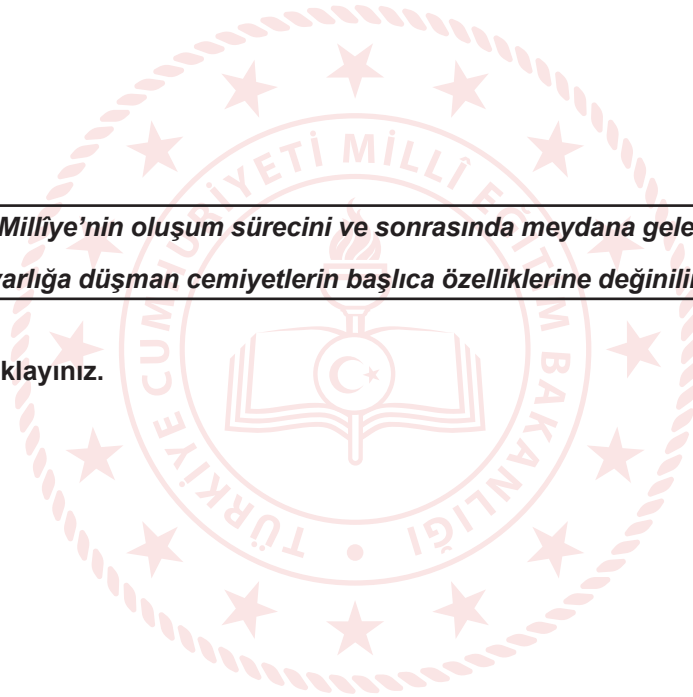 Millîye’nin oluşum sürecini ve sonrasında meydana gele
varlığa düşman cemiyetlerin başlıca özelliklerine değinili
klayınız.
TÜRKİYE CUMHURİYETİ MİLLÎ EĞİTİM BAKANLIĞI